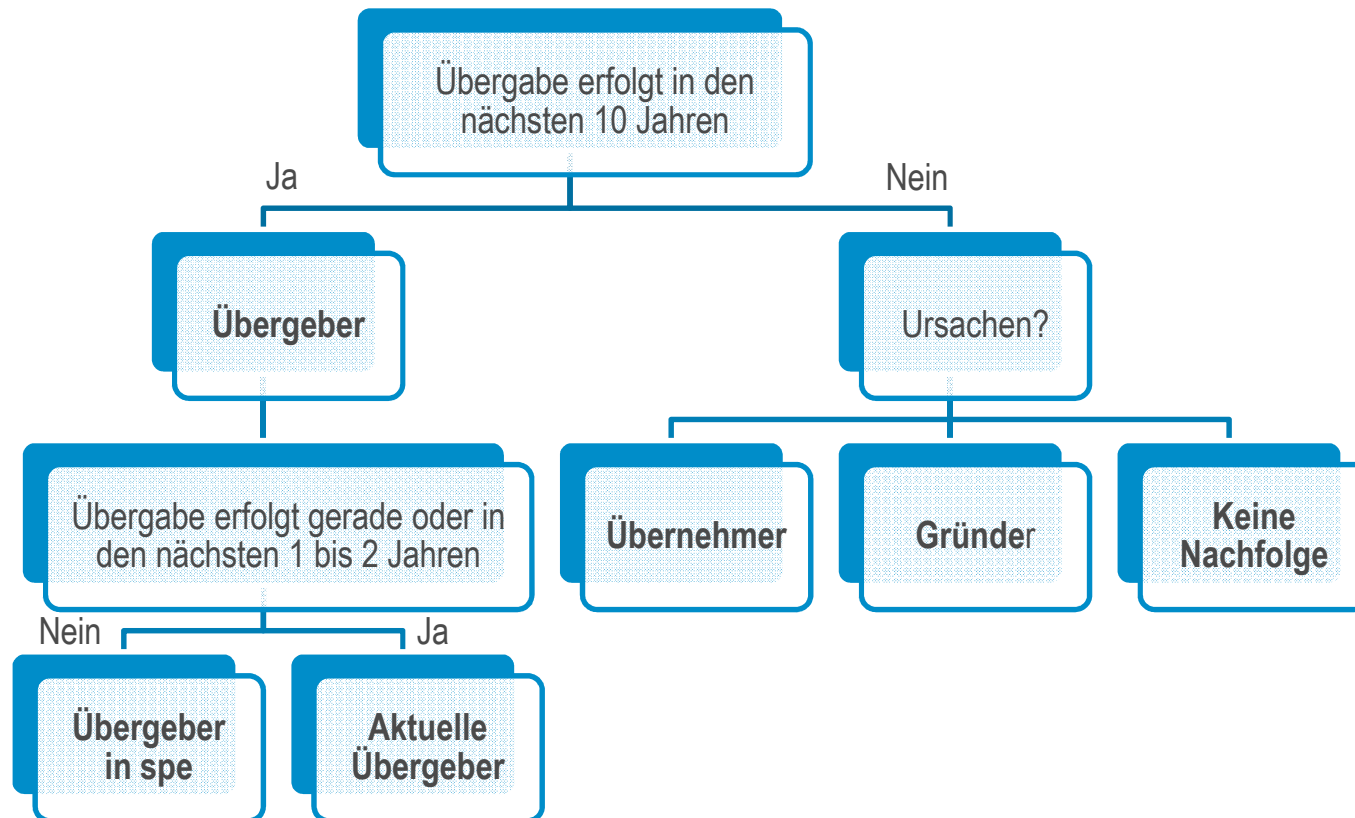 Übergabe erfolgt in den
nächsten 10 Jahren
Ja
Nein
Übergeber
Ursachen?
Übergabe erfolgt gerade oder in
den nächsten 1 bis 2 Jahren
Übernehmer
Gründer
Keine
Nachfolge
Nein
Ja
Übergeber
in spe
Aktuelle
Übergeber